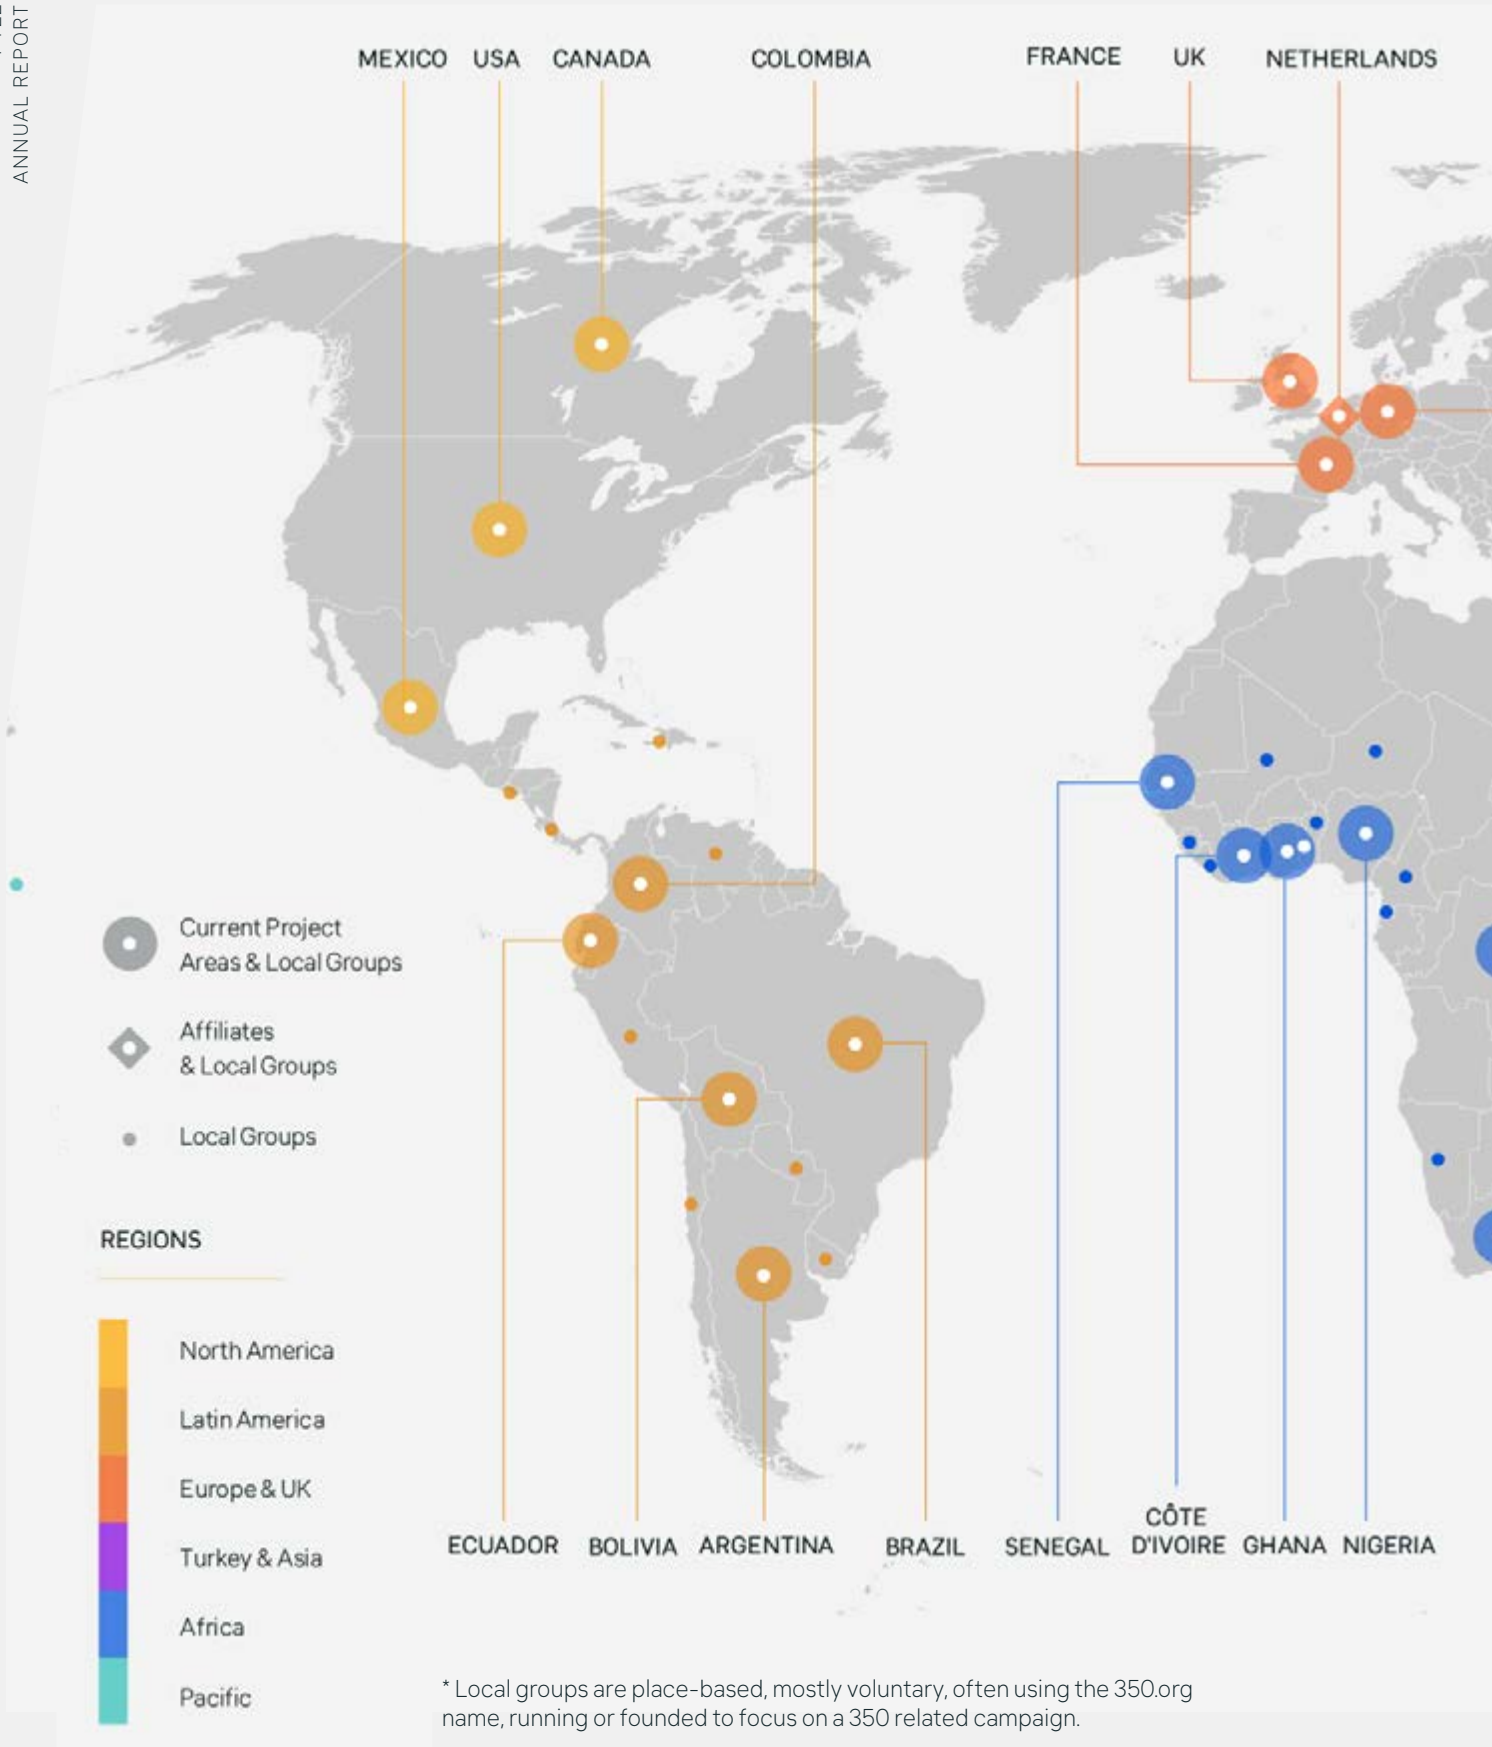 ANNUAL REPORT
MEXICO USA CANADA COLOMBIA FRANCE UK NETHERLANDS
Current Project
Areas & Local Groups
Affiliates
& Local Groups
Local Groups
REGIONS
North America
Latin America
Europe & UK
Turkey & Asia
Africa
Pacific
ECUADOR BOLIVIA ARGENTINA BRAZIL SENEGAL CÔTE
D'IVOIRE GHANA NIGERIA
* Local groups are place-based, mostly voluntary, often using the 350.org
name, running or founded to focus on a 350 related campaign.